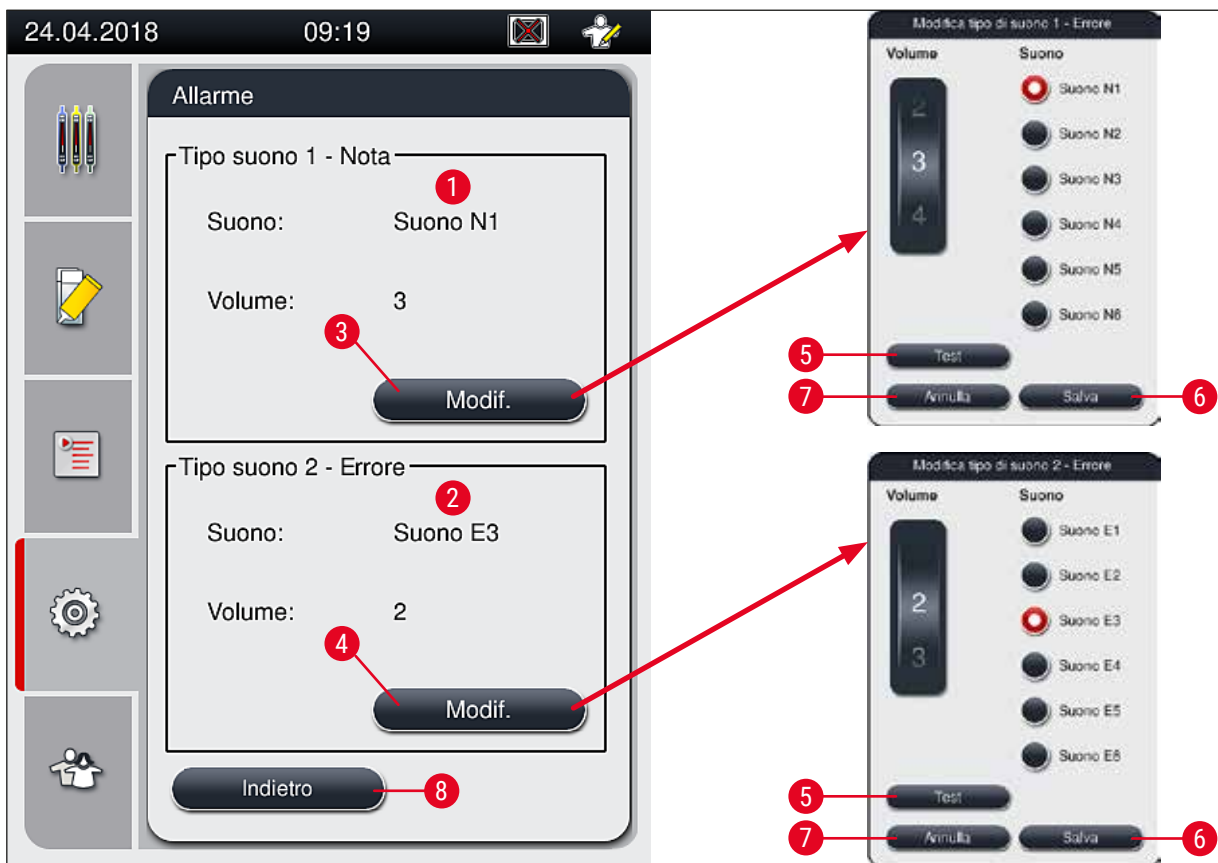 24.04.2018 09:19
Allarme
Tipo suono 1 - Nota
1
Suono: Suono N1
Volume: 3
3
Modif.
Tipo suono 2 - Errore
2
Suono: Suono E3
Volume: 2
4
Modif.
Indietro
8
Modifica tipo di suono 1 - Errore
Volume Suono
2
3
4
Suono N1
Suono N2
Suono N3
Suono N4
Suono N5
Suono N6
5
Test
7
Annulla
Salva
6
Modifica tipo di suono 2 - Errore
Volume Suono
2
3
Suono E1
Suono E2
Suono E3
Suono E4
Suono E5
Suono E6
5
Test
7
Annulla
Salva
6